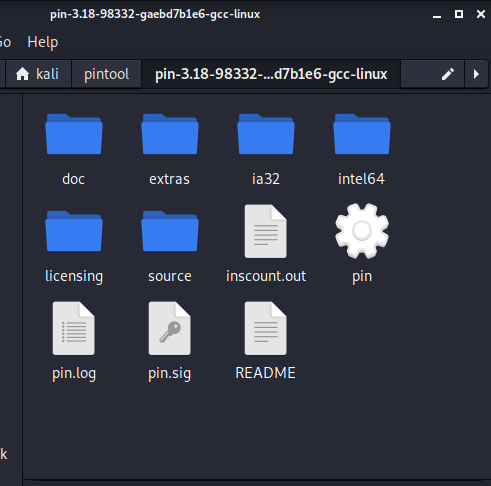 pin-3.18-98332-gaebd7b1e6-gcc-linux
Go Help
kali pintool pin-3.18-98332-...d7b1e6-gcc-linux
doc extras ia32 intel64
licensing source inscount.out pin
pin.log pin.sig README
k